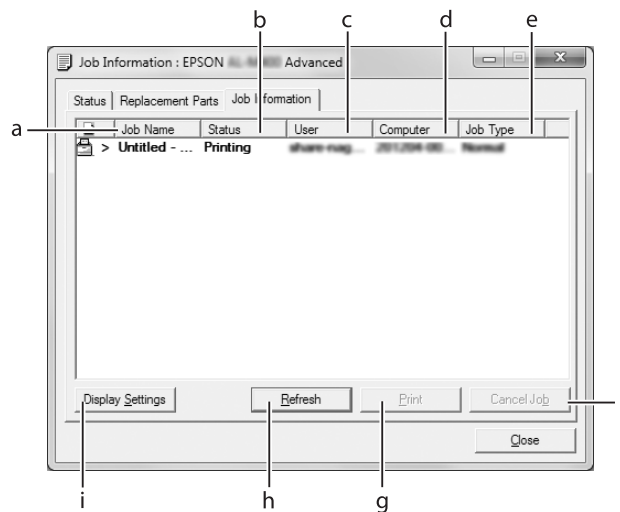 b c d e
Job Information : EPSON Advanced
Status Replacement Parts Job Information
a
Job Name Status User Computer Job Type
> Untitled - ... Printing
Display Settings Refresh Print Cancel Job
Close
i h g